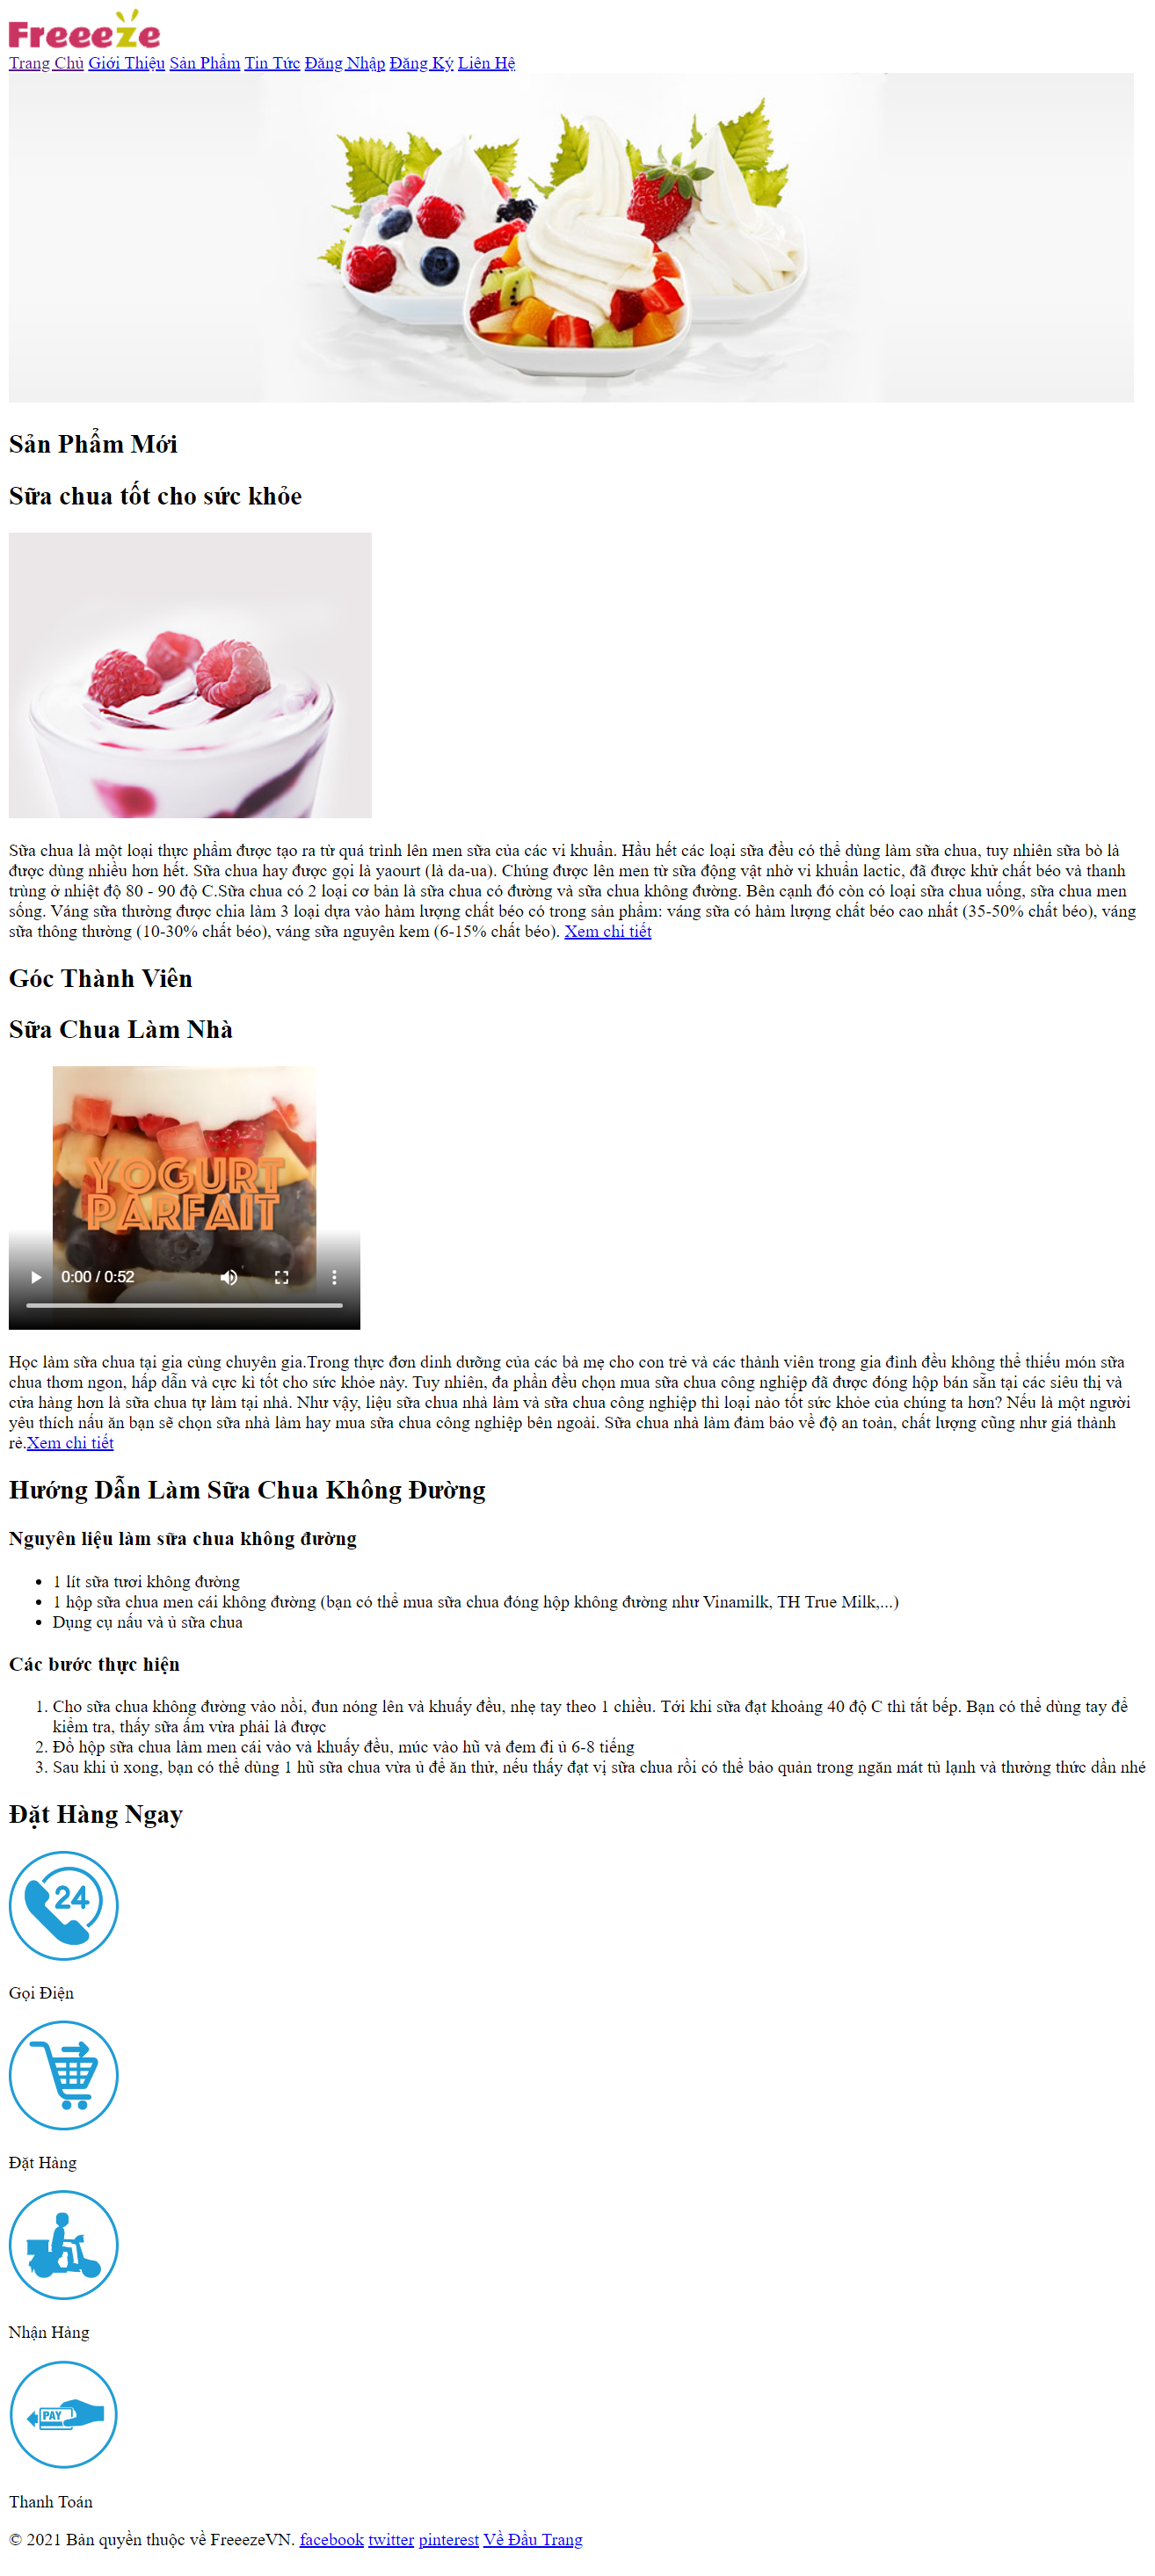 Freeeze
Trang Chủ Giới Thiệu Sản Phẩm Tin Tức Đăng Nhập Đăng Ký Liên Hệ
Sản Phẩm Mới
Sữa chua tốt cho sức khỏe
Sữa chua là một loại thực phẩm được tạo ra từ quá trình lên men sữa của các vi khuẩn. Hầu hết các loại sữa đều có thể dùng làm sữa chua, tuy nhiên sữa bò là
được dùng nhiều hơn hết. Sữa chua hay được gọi là yaourt (là da-ua). Chúng được lên men từ sữa động vật nhờ vi khuẩn lactic, đã được khử chất béo và thanh
trùng ở nhiệt độ 80 - 90 độ C.Sữa chua có 2 loại cơ bản là sữa chua có đường và sữa chua không đường. Bên cạnh đó còn có loại sữa chua uống, sữa chua men
sống. Váng sữa thường được chia làm 3 loại dựa vào hàm lượng chất béo có trong sản phẩm: váng sữa có hàm lượng chất béo cao nhất (35-50% chất béo), váng
sữa thông thường (10-30% chất béo), váng sữa nguyên kem (6-15% chất béo). Xem chi tiết
Góc Thành Viên
Sữa Chua Làm Nhà
YOGURT
PARFAIT
0:00 / 0:52
Học làm sữa chua tại gia cùng chuyên gia.Trong thực đơn dinh dưỡng của các bà mẹ cho con trẻ và các thành viên trong gia đình đều không thể thiếu món sữa
chua thơm ngon, hấp dẫn và cực kì tốt cho sức khỏe này. Tuy nhiên, đa phần đều chọn mua sữa chua công nghiệp đã được đóng hộp bán sẵn tại các siêu thị và
cửa hàng hơn là sữa chua tự làm tại nhà. Như vậy, liệu sữa chua nhà làm và sữa chua công nghiệp thì loại nào tốt sức khỏe của chúng ta hơn? Nếu là một người
yêu thích nấu ăn bạn sẽ chọn sữa nhà làm hay mua sữa chua công nghiệp bên ngoài. Sữa chua nhà làm đảm bảo về độ an toàn, chất lượng cũng như giá thành
rẻ.Xem chi tiết
Hướng Dẫn Làm Sữa Chua Không Đường
Nguyên liệu làm sữa chua không đường
• 1 lít sữa tươi không đường
• 1 hộp sữa chua men cái không đường (bạn có thể mua sữa chua đóng hộp không đường như Vinamilk, TH True Milk,...)
• Dụng cụ nấu và ủ sữa chua
Các bước thực hiện
1. Cho sữa chua không đường vào nồi, đun nóng lên và khuấy đều, nhẹ tay theo 1 chiều. Tới khi sữa đạt khoảng 40 độ C thì tắt bếp. Bạn có thể dùng tay để
kiểm tra, thấy sữa ấm vừa phải là được
2. Đổ hộp sữa chua làm men cái vào và khuấy đều, múc vào hũ và đem đi ủ 6-8 tiếng
3. Sau khi ủ xong, bạn có thể dùng 1 hũ sữa chua vừa ủ để ăn thử, nếu thấy đạt vị sữa chua rồi có thể bảo quản trong ngăn mát tủ lạnh và thưởng thức dần nhé
Đặt Hàng Ngay
24
Gọi Điện
Đặt Hàng
Nhận Hàng
PAY
Thanh Toán
© 2021 Bản quyền thuộc về FreeezeVN. facebook twitter pinterest Về Đầu Trang